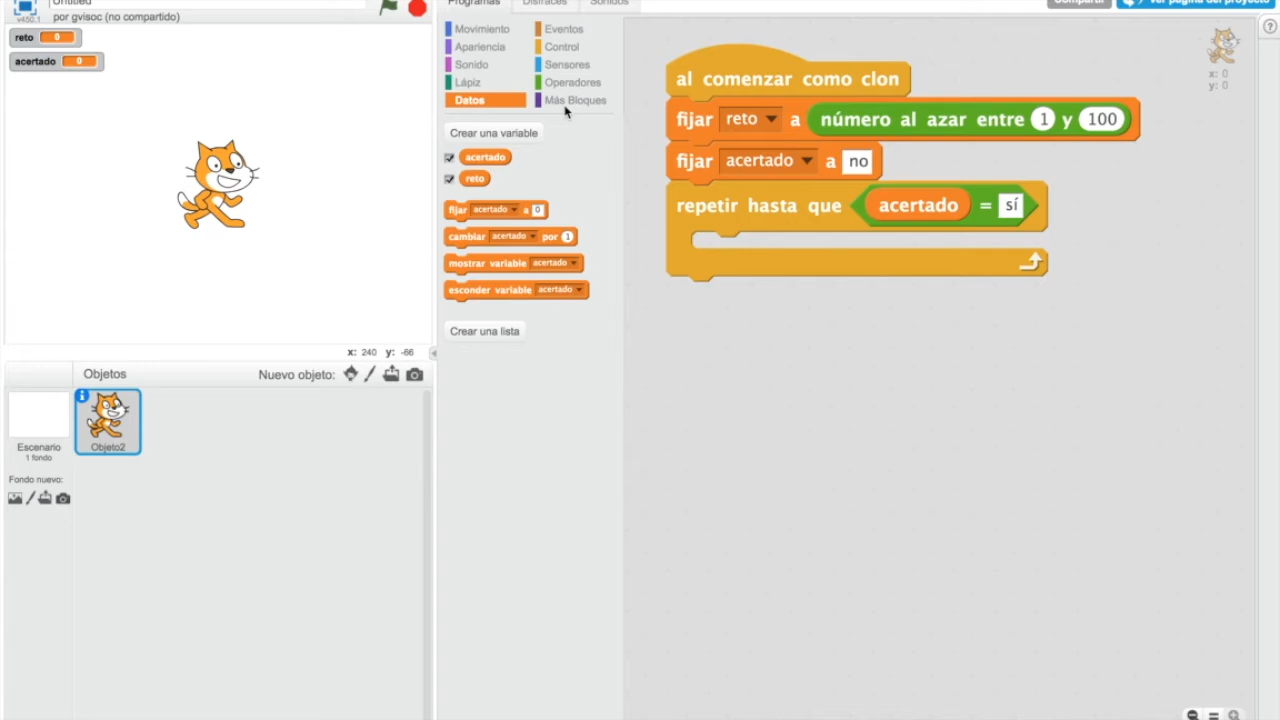 Untitled
v450.1
por gvisoc (no compartido)
Programas
Disfraces
Sonidos
Compartir
Ver página del proyecto
reto 0
acertado 0
Movimiento
Apariencia
Sonido
Lápiz
Datos
Eventos
Control
Sensores
Operadores
Más Bloques
Crear una variable
acertado
reto
fijar acertado a 0
cambiar acertado por 1
mostrar variable acertado
esconder variable acertado
Crear una lista
al comenzar como clon
fijar reto a número al azar entre 1 y 100
fijar acertado a no
repetir hasta que acertado = sí
x: 0
y: 0
x: 240 y: -66
Objetos
Nuevo objeto:
Escenario
1 fondo
Fondo nuevo:
Objeto2